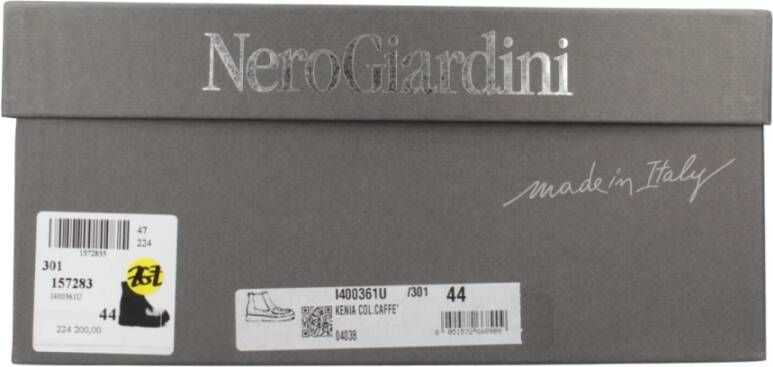 NeroGiardini
made in Italy
47
224
1572833
301
157283
I400361U
44
224 200,00
I400361U /301 44
KENIA COL.CAFFE'
04038